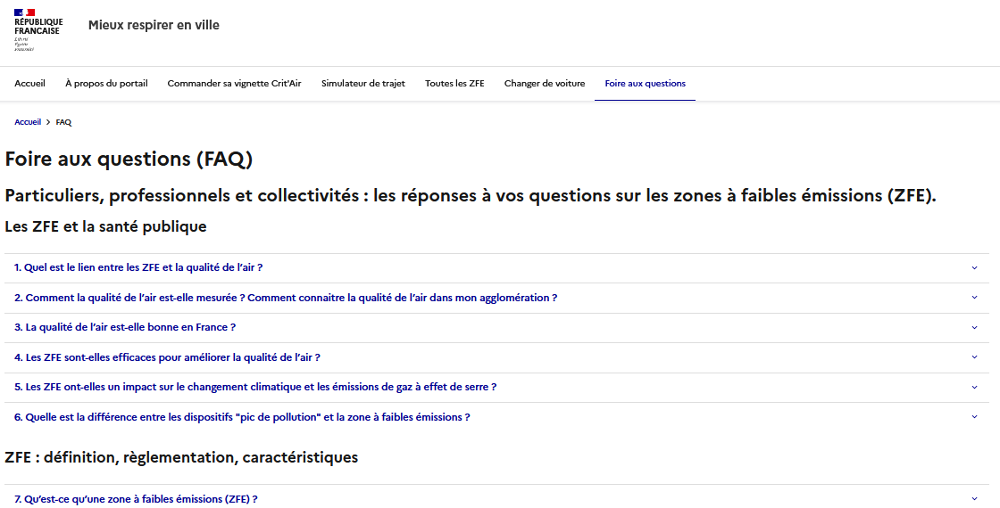 RÉPUBLIQUE
FRANÇAISE
Liberté
Égalité
Fraternité
Mieux respirer en ville
Accueil À propos du portail Commander sa vignette Crit'Air Simulateur de trajet Toutes les ZFE Changer de voiture Foire aux questions
Accueil > FAQ
Foire aux questions (FAQ)
Particuliers, professionnels et collectivités : les réponses à vos questions sur les zones à faibles émissions (ZFE).
Les ZFE et la santé publique
1. Quel est le lien entre les ZFE et la qualité de l’air ?
2. Comment la qualité de l’air est-elle mesurée ? Comment connaitre la qualité de l’air dans mon agglomération ?
3. La qualité de l’air est-elle bonne en France ?
4. Les ZFE sont-elles efficaces pour améliorer la qualité de l’air ?
5. Les ZFE ont-elles un impact sur le changement climatique et les émissions de gaz à effet de serre ?
6. Quelle est la différence entre les dispositifs "pic de pollution" et la zone à faibles émissions ?
ZFE : définition, règlementation, caractéristiques
7. Qu’est-ce qu’une zone à faibles émissions (ZFE) ?